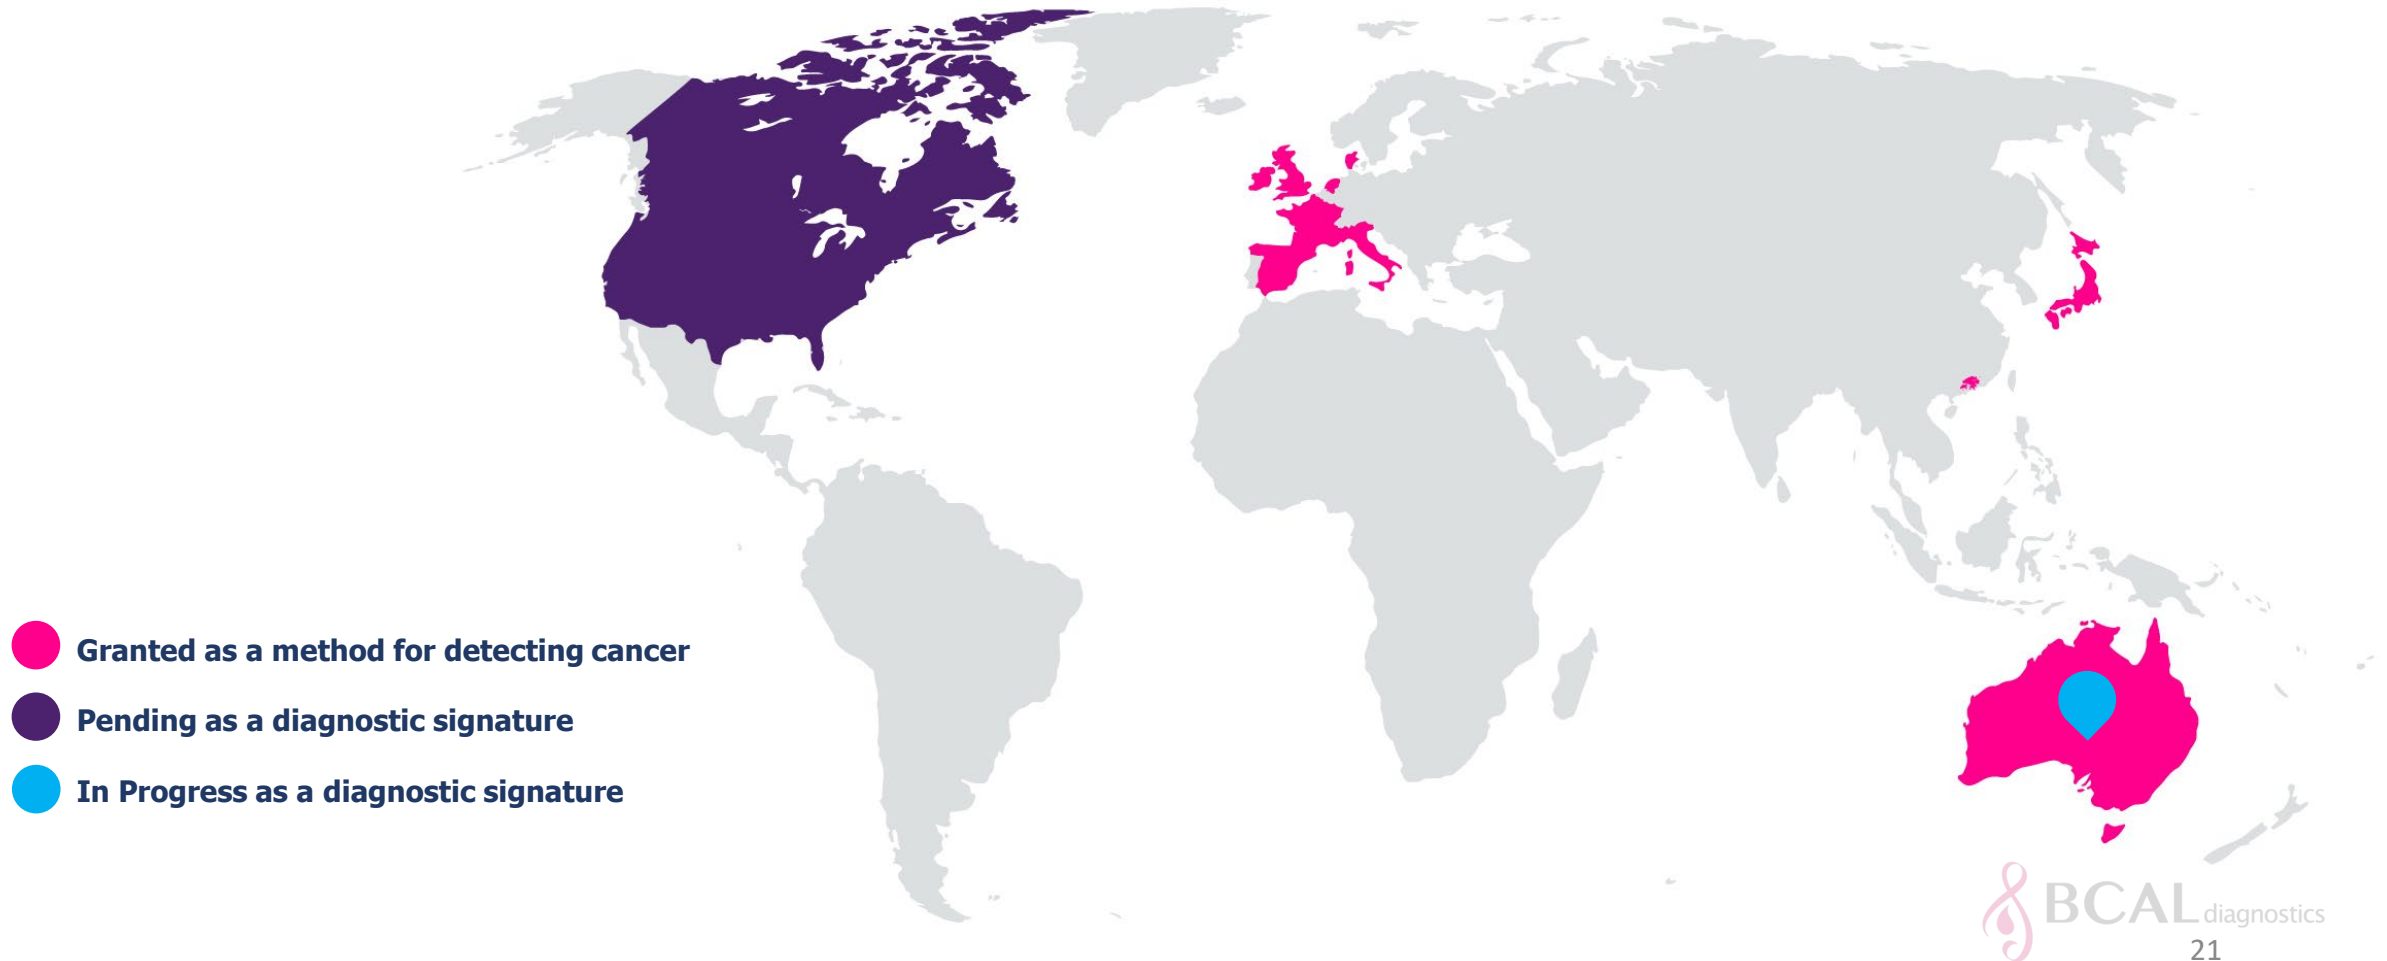 Granted as a method for detecting cancer
Pending as a diagnostic signature
In Progress as a diagnostic signature
BCAL diagnostics
21